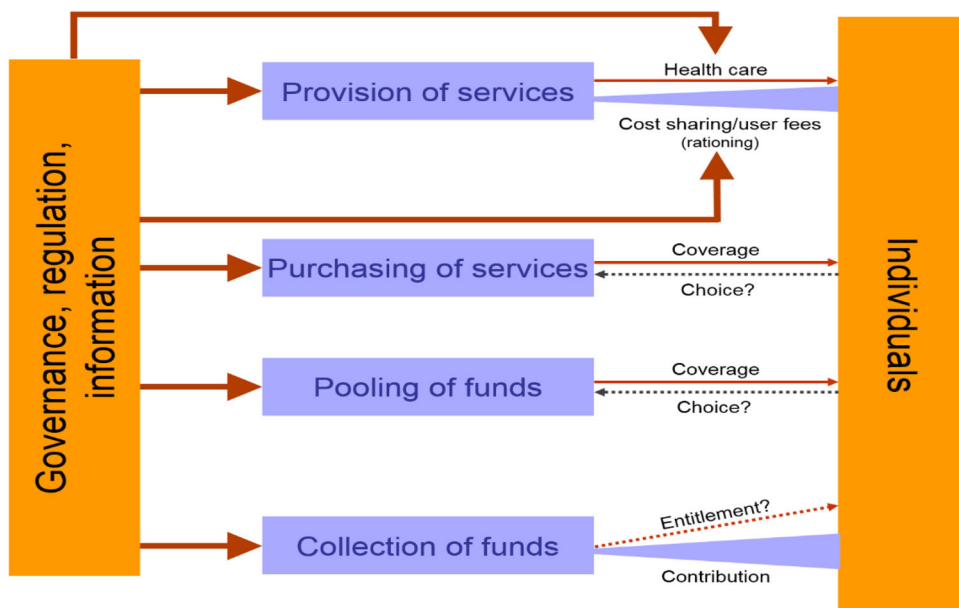 Governance, regulation,
information
Provision of services
Health care
Cost sharing/user fees
(rationing)
Purchasing of services
Coverage
Choice?
Pooling of funds
Coverage
Choice?
Collection of funds
Entitlement?
Contribution
Individuals